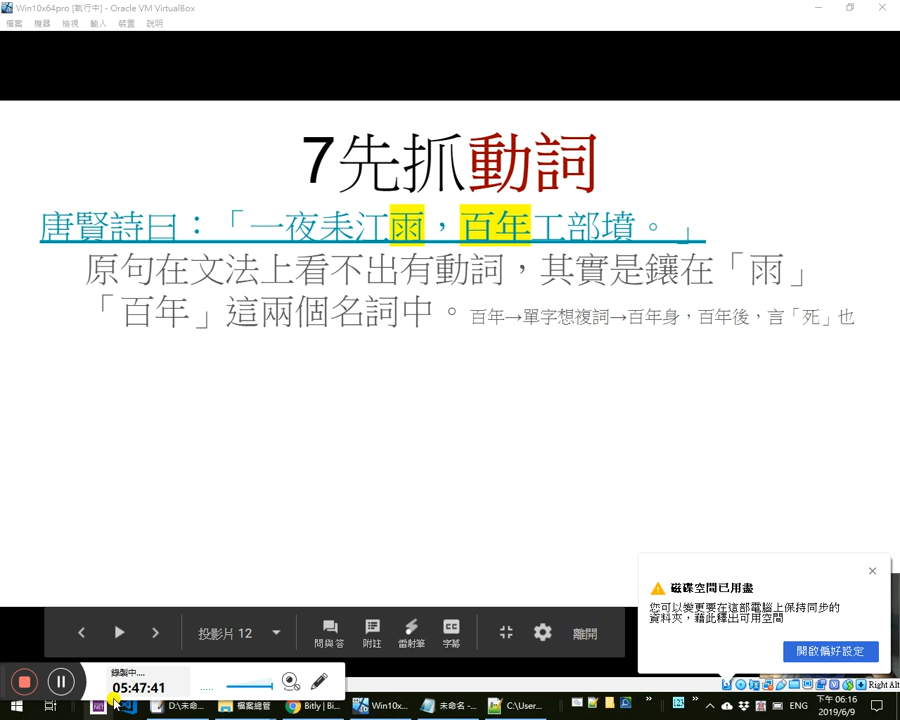 Win10x64pro [執行中] - Oracle VM VirtualBox
檔案 機器 檢視 輸入 裝置 說明
7先抓動詞
唐賢詩曰：「一夜耒江雨，百年工部墳。」
原句在文法上看不出有動詞，其實是鑲在「雨」
「百年」這兩個名詞中。百年→單字想複詞→百年身，百年後，言「死」也
磁碟空間已用盡
您可以變更要在這部電腦上保持同步的
資料夾，藉此釋出可用空間
開啟偏好設定
投影片 12
問與答 附註 雷射筆 字幕
離開
錄製中....
05:47:41
Right Alt
D:\未命... 檔案總管 Bitly | Bi... Win10x... 未命名 -... C:\User...
ENG
下午 06:16
2019/6/9